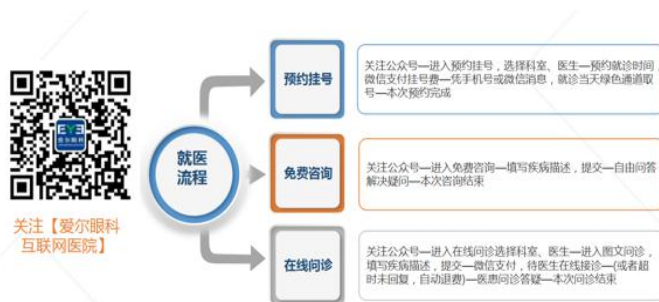 预约挂号
关注公众号—进入预约挂号，选择科室、医生—预约就诊时间，
微信支付挂号费—凭手机号或微信消息，就诊当天绿色通道取
号—本次预约完成
EYE
爱尔眼科
就医
流程
免费咨询
关注公众号—进入免费咨询—填写疾病描述，提交—自由问答
解决疑问—本次咨询结束
关注【爱尔眼科
互联网医院】
在线问诊
关注公众号—进入在线问诊选择科室、医生—进入图文问诊，
填写疾病描述，提交—微信支付，待医生在线接诊—(或者超
时未回复，自动退费)—医患问诊答疑—本次问诊结束